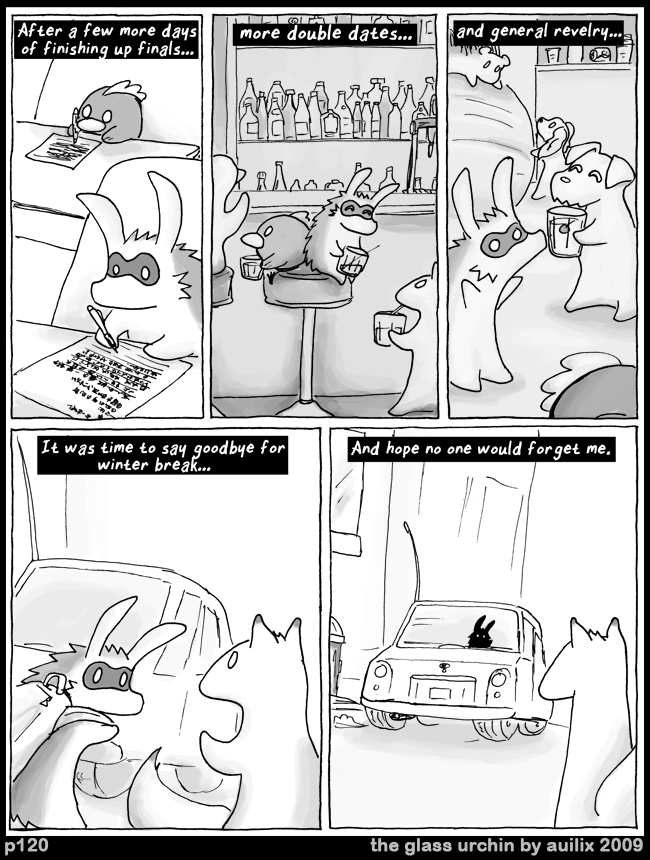 After a few more days
of finishing up finals...
more double dates...
and general revelry...
It was time to say goodbye for
winter break...
And hope no one would forget me.
p120
the glass urchin by auilix 2009